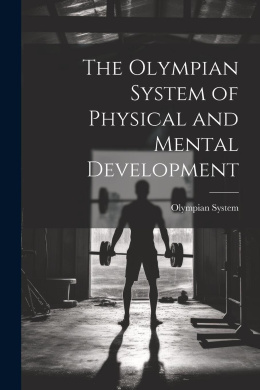 The Olympian
System of
Physical and
Mental
Development
Olympian System